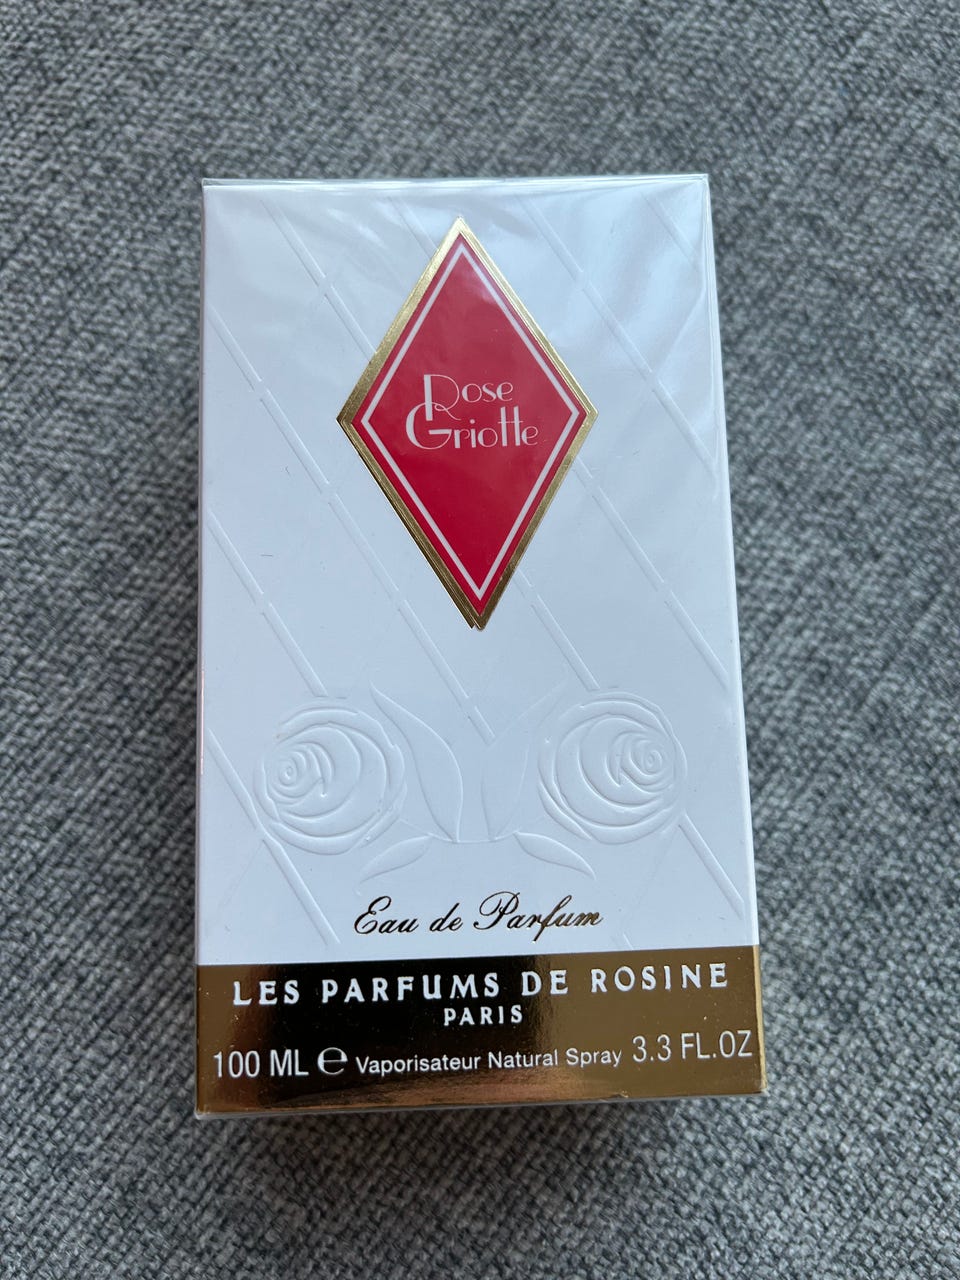 Rose
Griotte
Eau de Parfum
LES PARFUMS DE ROSINE
PARIS
100 ML ℮ Vaporisateur Natural Spray 3.3 FL.OZ